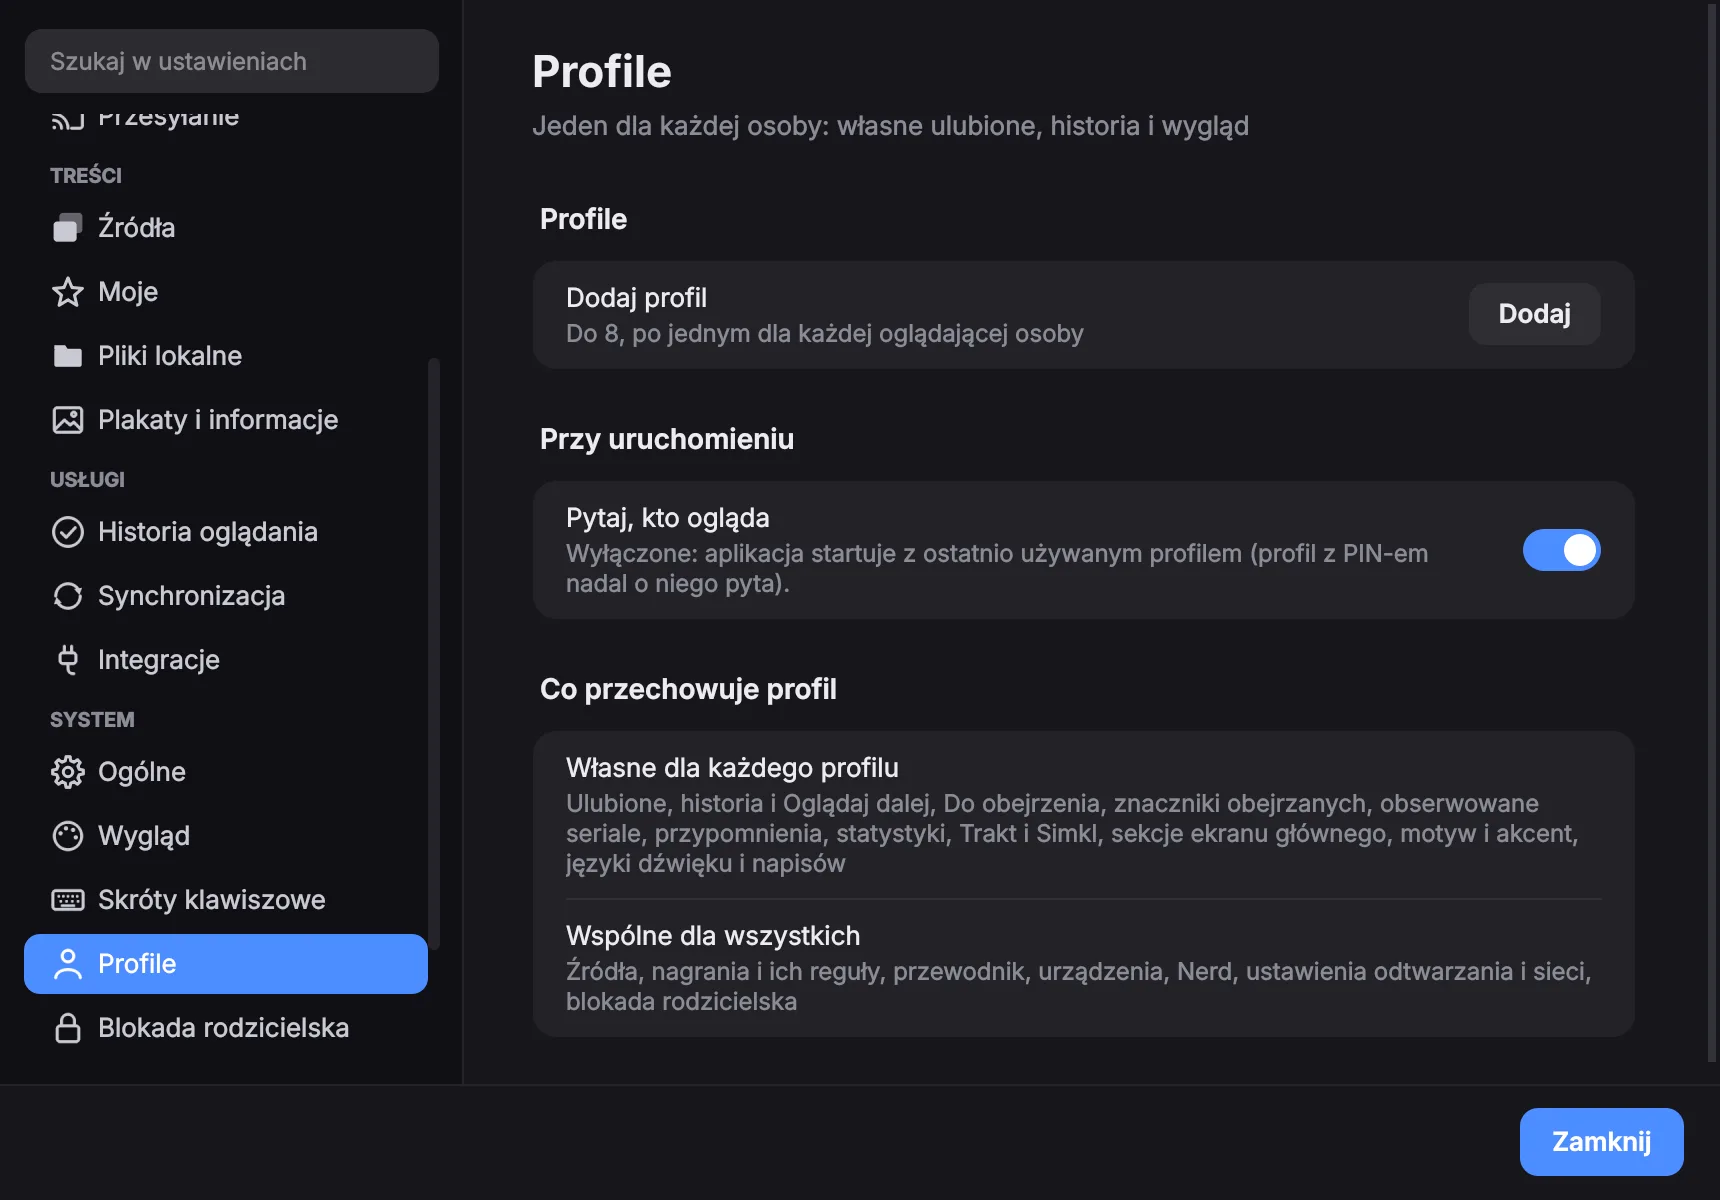 Szukaj w ustawieniach
Przesyłanie
TREŚCI
Źródła
Moje
Pliki lokalne
Plakaty i informacje
USŁUGI
Historia oglądania
Synchronizacja
Integracje
SYSTEM
Ogólne
Wygląd
Skróty klawiszowe
Profile
Blokada rodzicielska
Profile
Jeden dla każdej osoby: własne ulubione, historia i wygląd
Profile
Dodaj profil
Do 8, po jednym dla każdej oglądającej osoby
Dodaj
Przy uruchomieniu
Pytaj, kto ogląda
Wyłączone: aplikacja startuje z ostatnio używanym profilem (profil z PIN-em
nadal o niego pyta).
Co przechowuje profil
Własne dla każdego profilu
Ulubione, historia i Oglądaj dalej, Do obejrzenia, znaczniki obejrzanych, obserwowane
seriale, przypomnienia, statystyki, Trakt i Simkl, sekcje ekranu głównego, motyw i akcent,
języki dźwięku i napisów
Wspólne dla wszystkich
Źródła, nagrania i ich reguły, przewodnik, urządzenia, Nerd, ustawienia odtwarzania i sieci,
blokada rodzicielska
Zamknij